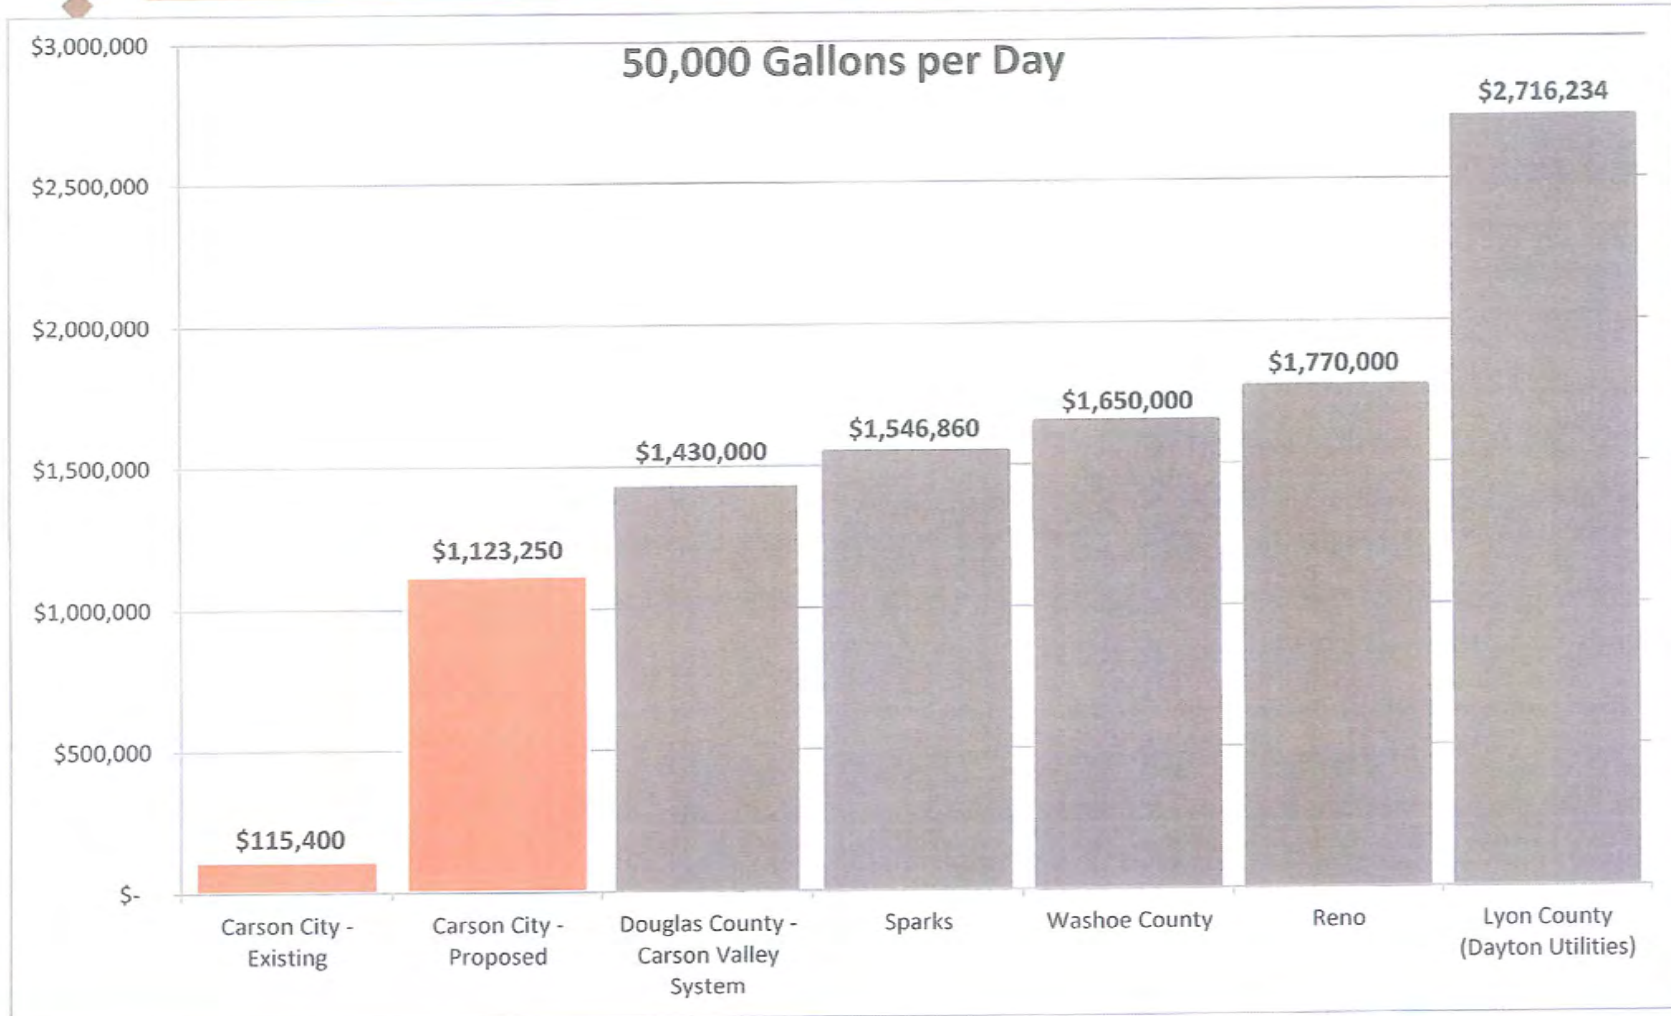 50,000 Gallons per Day
$3,000,000
$2,500,000
$2,000,000
$1,500,000
$1,000,000
$500,000
$-
$115,400
$1,123,250
$1,430,000
$1,546,860
$1,650,000
$1,770,000
$2,716,234
Carson City -
Existing
Carson City -
Proposed
Douglas County -
Carson Valley
System
Sparks
Washoe County
Reno
Lyon County
(Dayton Utilities)